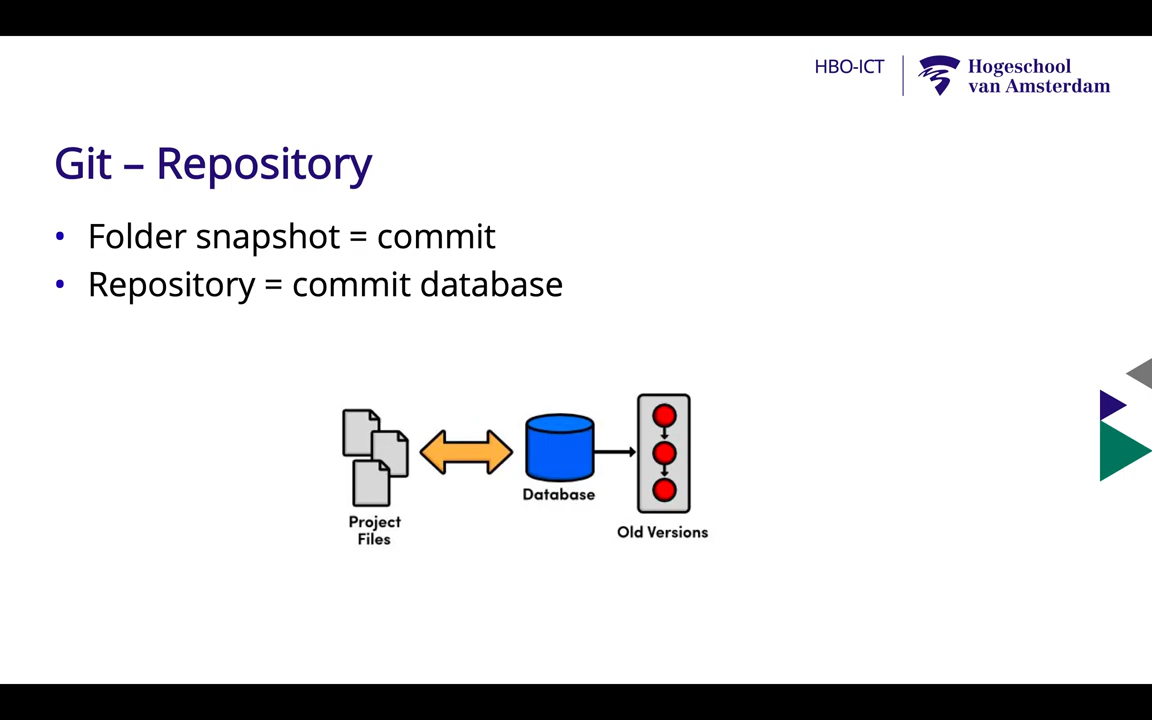 HBO-ICT
Hogeschool
van Amsterdam
Git – Repository
• Folder snapshot = commit
• Repository = commit database
Database
Project
Files
Old Versions